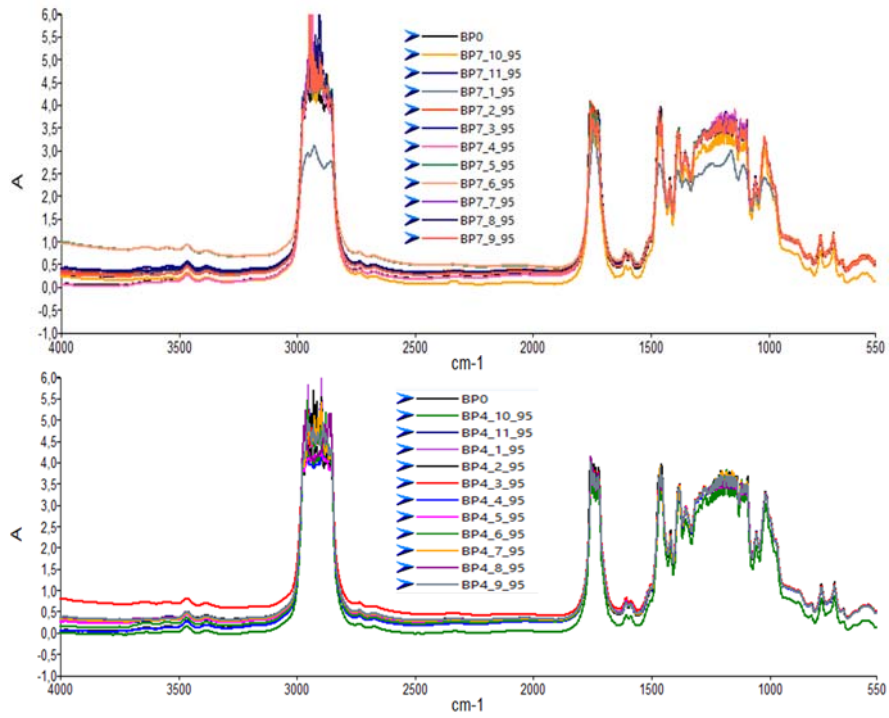 6,0
5,5
5,0
4,5
4,0
3,5
3,0
2,5
2,0
1,5
1,0
0,5
0,0
-0,5
-1,0
A
BP0
BP7_10_95
BP7_11_95
BP7_1_95
BP7_2_95
BP7_3_95
BP7_4_95
BP7_5_95
BP7_6_95
BP7_7_95
BP7_8_95
BP7_9_95
4000 3500 3000 2500 2000 1500 1000 550
cm-1
6,0
5,5
5,0
4,5
4,0
3,5
3,0
2,5
2,0
1,5
1,0
0,5
0,0
-0,5
-1,0
A
BP0
BP4_10_95
BP4_11_95
BP4_1_95
BP4_2_95
BP4_3_95
BP4_4_95
BP4_5_95
BP4_6_95
BP4_7_95
BP4_8_95
BP4_9_95
4000 3500 3000 2500 2000 1500 1000 550
cm-1